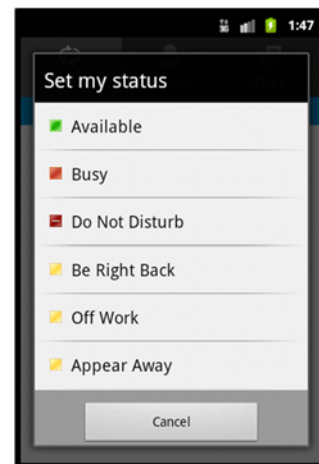 1:47
Set my status
Available
Busy
Do Not Disturb
Be Right Back
Off Work
Appear Away
Cancel